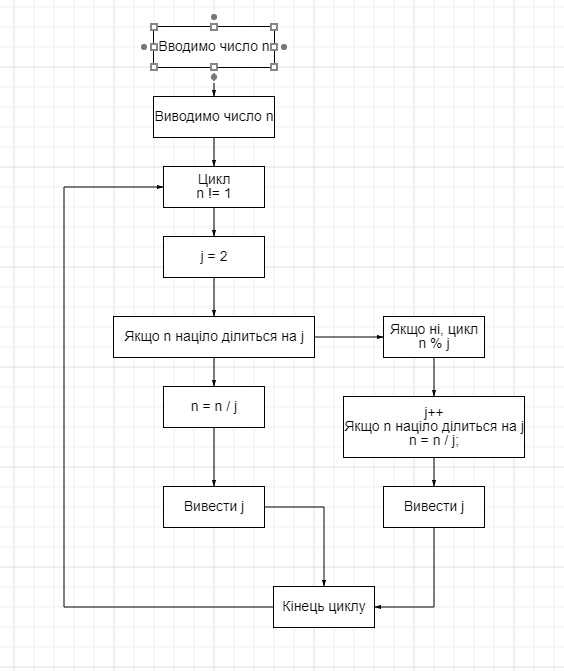 Вводимо число n
Виводимо число n
Цикл
n != 1
j = 2
Якщо n націло ділиться на j
Якщо ні, цикл
n % j
n = n / j
j++
Якщо n націло ділиться на j
n = n / j;
Вивести j
Вивести j
Кінець циклу